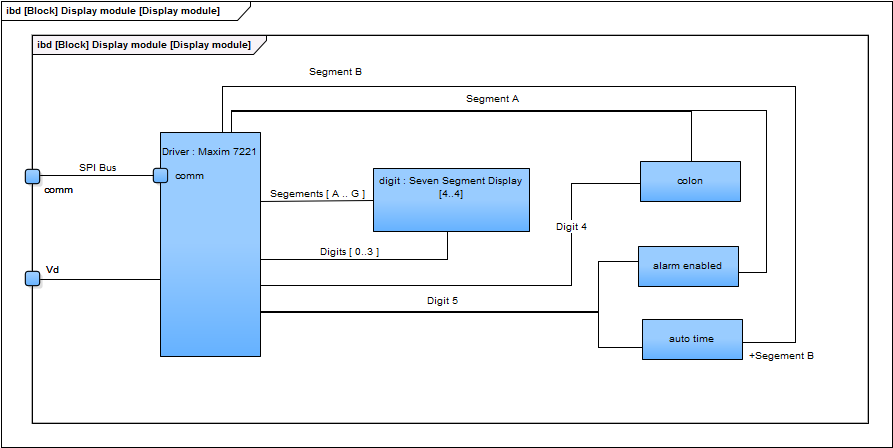 ibd [Block] Display module [Display module]
ibd [Block] Display module [Display module]
Segment B
Segment A
Driver : Maxim 7221
SPI Bus
comm
comm
digit : Seven Segment Display
[4..4]
colon
Segements [ A .. G ]
Digit 4
Digits [ 0..3 ]
Vd
alarm enabled
Digit 5
auto time
+Segement B